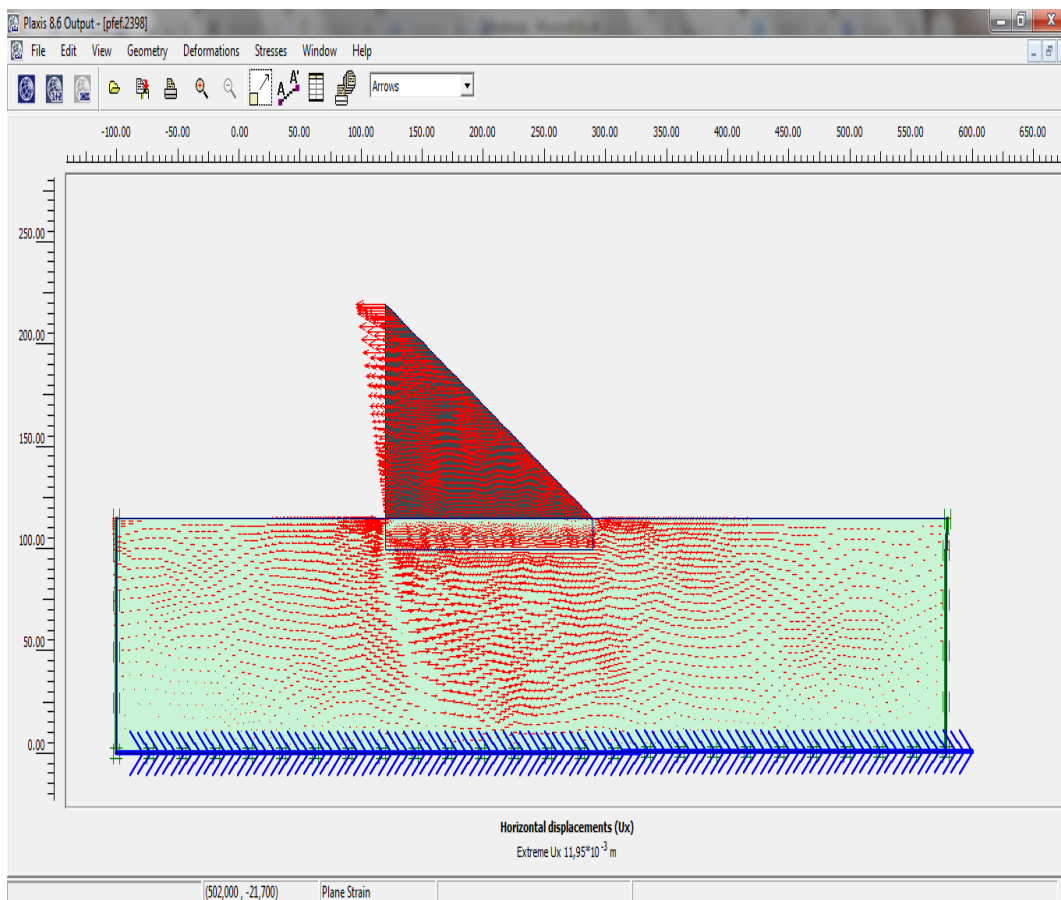 Plaxis 8.6 Output - [pfef.2398]
File Edit View Geometry Deformations Stresses Window Help
A A' Arrows
-100.00 -50.00 0.00 50.00 100.00 150.00 200.00 250.00 300.00 350.00 400.00 450.00 500.00 550.00 600.00 650.00
250.00
200.00
150.00
100.00
50.00
0.00
Horizontal displacements (Ux)
Extreme Ux 11,95*10 -3 m
(502,000 , -21,700) Plane Strain